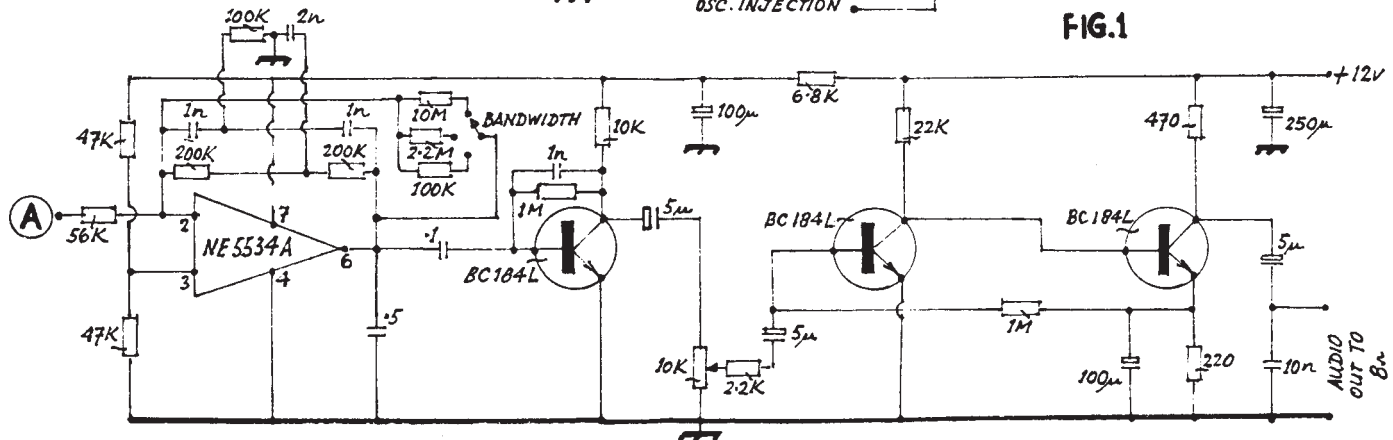 OSC. INJECTION
FIG.1
100K 2n
+12v
6.8K
1n 1n
10M
BANDWIDTH
47K
2.2M
10K
100μ
22K
470
250μ
200K 200K
100K
1n
1M
5μ
A
56K
2
7
NE5534A
6
3
4
.1
BC184L
BC184L
BC184L
5μ
47K
.5
5μ
1M
10K
2.2K
100μ
220
10n
AUDIO
OUT TO
8Ω